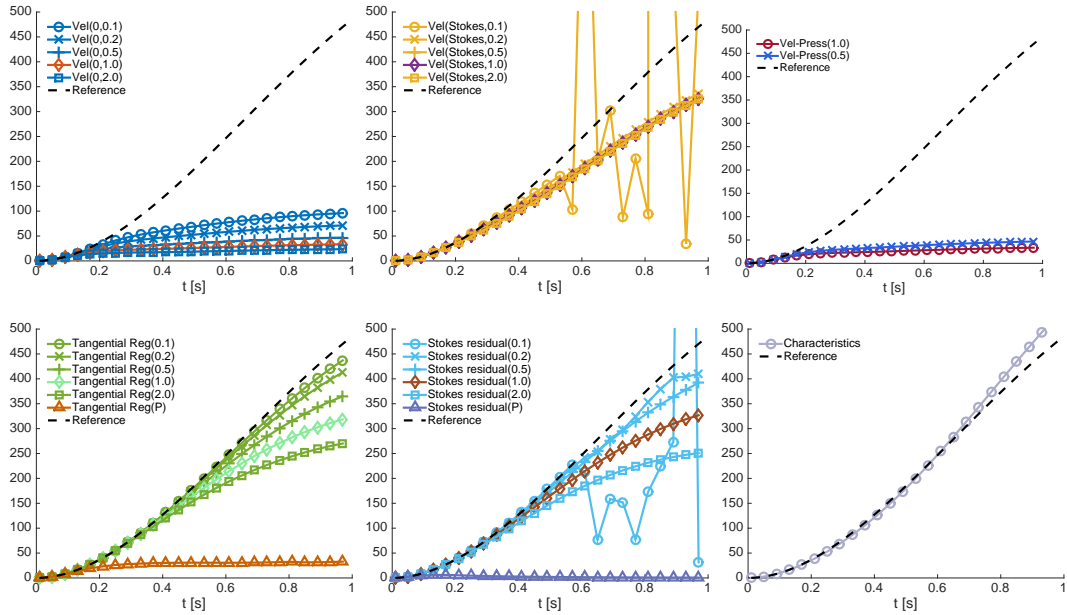 500
450
400
350
300
250
200
150
100
50
0
Vel(0,0.1)
Vel(0,0.2)
Vel(0,0.5)
Vel(0,1.0)
Vel(0,2.0)
Reference
0 0.2 0.4 0.6 0.8 1
t [s]
500
450
400
350
300
250
200
150
100
50
0
Vel(Stokes,0.1)
Vel(Stokes,0.2)
Vel(Stokes,0.5)
Vel(Stokes,1.0)
Vel(Stokes,2.0)
Reference
0 0.2 0.4 0.6 0.8 1
t [s]
500
450
400
350
300
250
200
150
100
50
0
Vel-Press(1.0)
Vel-Press(0.5)
Reference
0 0.2 0.4 0.6 0.8 1
t [s]
500
450
400
350
300
250
200
150
100
50
0
Tangential Reg(0.1)
Tangential Reg(0.2)
Tangential Reg(0.5)
Tangential Reg(1.0)
Tangential Reg(2.0)
Tangential Reg(P)
Reference
0 0.2 0.4 0.6 0.8 1
t [s]
500
450
400
350
300
250
200
150
100
50
0
Stokes residual(0.1)
Stokes residual(0.2)
Stokes residual(0.5)
Stokes residual(1.0)
Stokes residual(2.0)
Stokes residual(P)
Reference
0 0.2 0.4 0.6 0.8 1
t [s]
500
450
400
350
300
250
200
150
100
50
0
Characteristics
Reference
0 0.2 0.4 0.6 0.8 1
t [s]